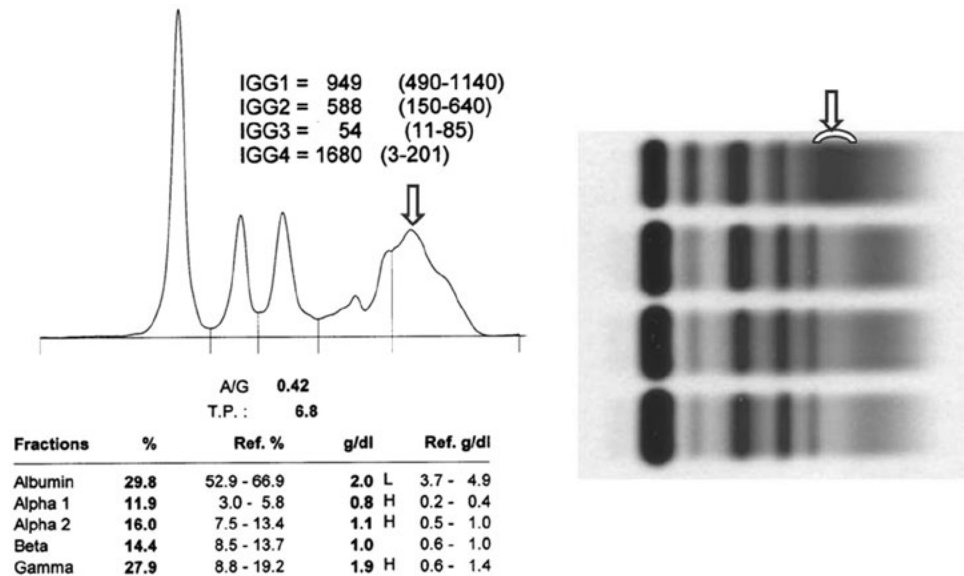 IGG1 = 949 (490-1140)
IGG2 = 588 (150-640)
IGG3 = 54 (11-85)
IGG4 = 1680 (3-201)
A/G 0.42
T.P. : 6.8
Fractions % Ref. % g/dl Ref. g/dl
Albumin 29.8 52.9 - 66.9 2.0 L 3.7 - 4.9
Alpha 1 11.9 3.0 - 5.8 0.8 H 0.2 - 0.4
Alpha 2 16.0 7.5 - 13.4 1.1 H 0.5 - 1.0
Beta 14.4 8.5 - 13.7 1.0 0.6 - 1.0
Gamma 27.9 8.8 - 19.2 1.9 H 0.6 - 1.4